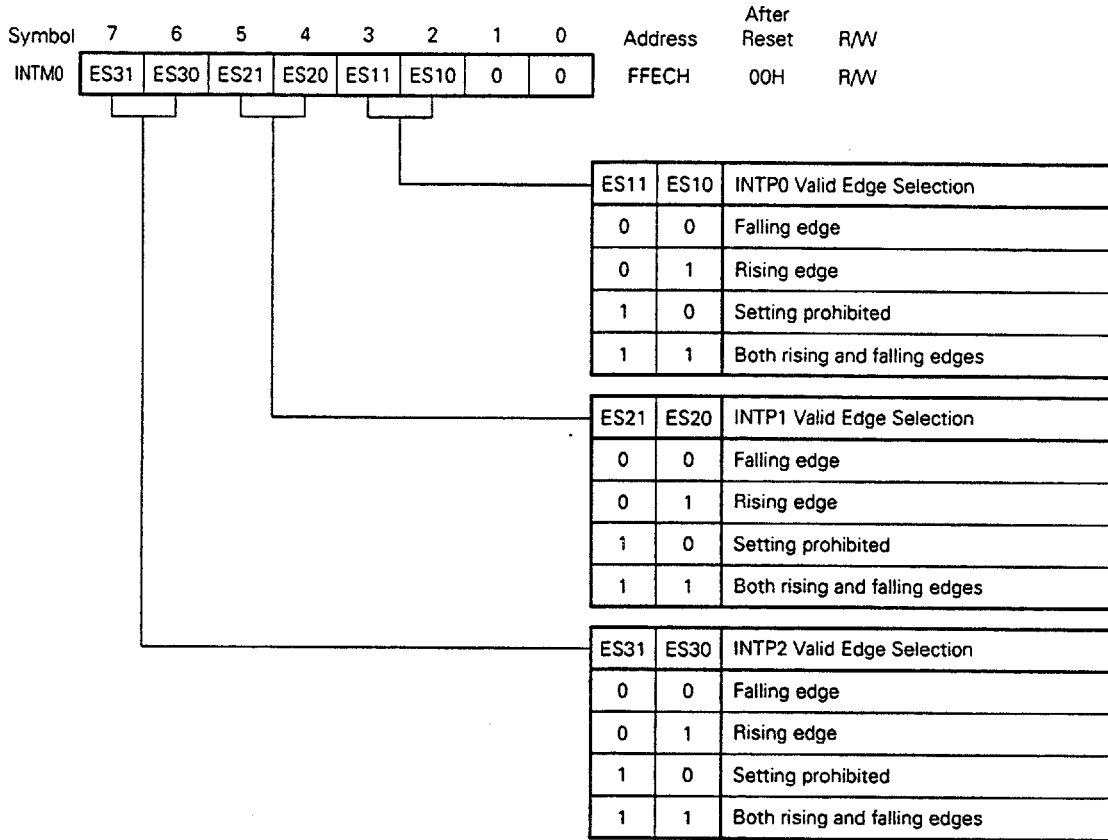 Symbol 7 6 5 4 3 2 1 0 Address After Reset R/W
INTM0 ES31 ES30 ES21 ES20 ES11 ES10 0 0 FFECH 00H R/W
ES11 ES10 INTP0 Valid Edge Selection
0 0 Falling edge
0 1 Rising edge
1 0 Setting prohibited
1 1 Both rising and falling edges
ES21 ES20 INTP1 Valid Edge Selection
0 0 Falling edge
0 1 Rising edge
1 0 Setting prohibited
1 1 Both rising and falling edges
ES31 ES30 INTP2 Valid Edge Selection
0 0 Falling edge
0 1 Rising edge
1 0 Setting prohibited
1 1 Both rising and falling edges